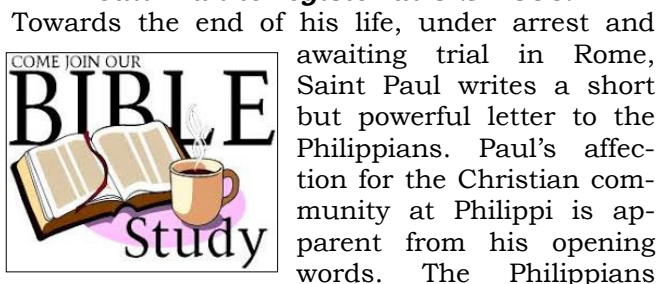 Towards the end of his life, under arrest and
COME JOIN OUR
BIBLE
Study
awaiting trial in Rome,
Saint Paul writes a short
but powerful letter to the
Philippians. Paul’s affec-
tion for the Christian com-
munity at Philippi is ap-
parent from his opening
words. The Philippians